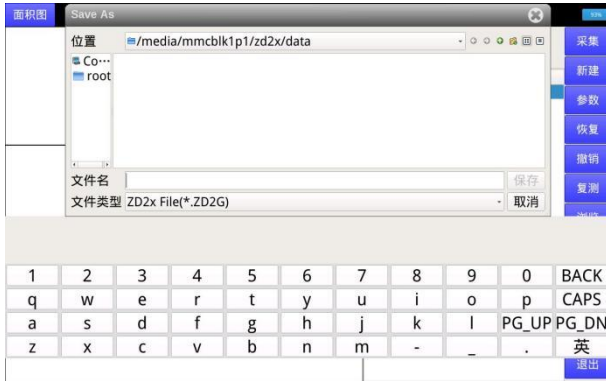 面积图
Save As
93%
位置 /media/mmcblk1p1/zd2x/data
Co…
root
文件名
保存
文件类型 ZD2x File(*.ZD2G)
取消
采集
新建
参数
恢复
撤销
复测
1 2 3 4 5 6 7 8 9 0 BACK
q w e r t y u i o p CAPS
a s d f g h j k l PG_UP PG_DN
z x c v b n m - _ . 英
退出